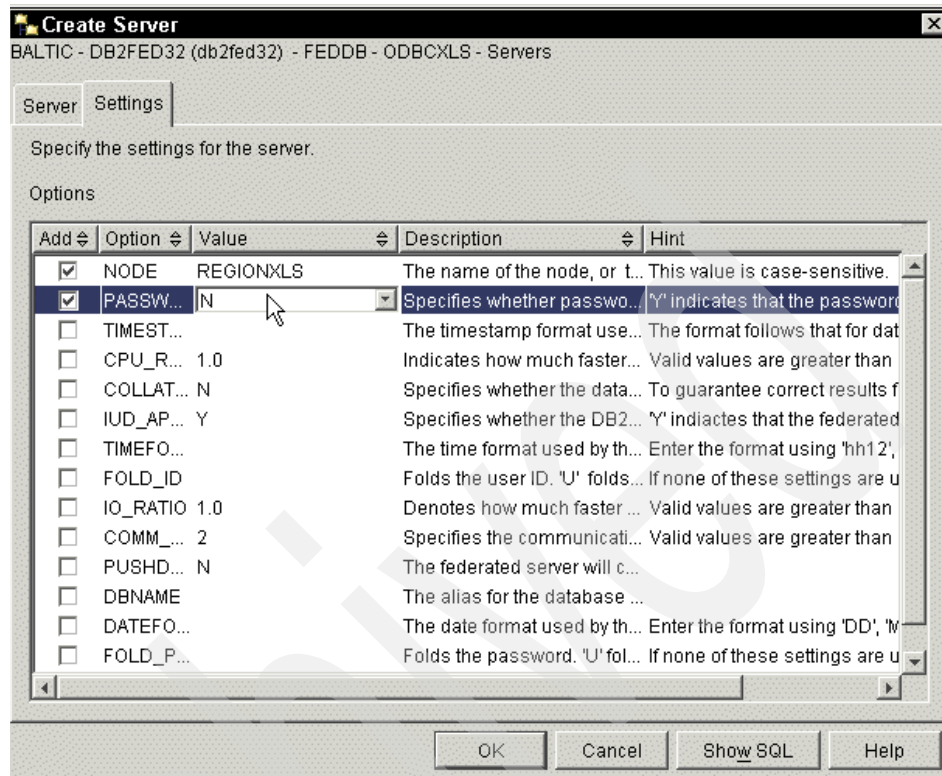 Create Server
BALTIC - DB2FED32 (db2fed32) - FEDDB - ODBCXLS - Servers
Server Settings
Specify the settings for the server.
Options
Add Option Value Description Hint
NODE REGIONXLS The name of the node, or t... This value is case-sensitive.
PASSW... N Specifies whether passwo... 'Y' indicates that the password
TIMEST... The timestamp format use... The format follows that for dat
CPU_R... 1.0 Indicates how much faster... Valid values are greater than
COLLAT... N Specifies whether the data... To guarantee correct results f
IUD_AP... Y Specifies whether the DB2... 'Y' indiactes that the federated
TIMEFO... The time format used by th... Enter the format using 'hh12',
FOLD_ID Folds the user ID. 'U' folds... If none of these settings are u
IO_RATIO 1.0 Denotes how much faster ... Valid values are greater than
COMM_... 2 Specifies the communicati... Valid values are greater than
PUSHD... N The federated server will c...
DBNAME The alias for the database ...
DATEFO... The date format used by th... Enter the format using 'DD', 'M
FOLD_P... Folds the password. 'U' fol... If none of these settings are u
OK Cancel Show SQL Help